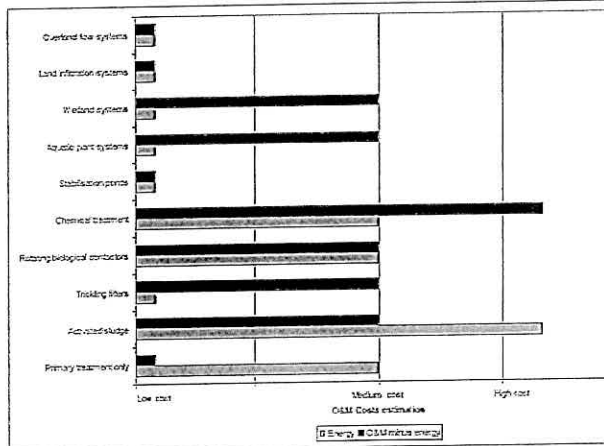 Overland flow systems
Land infiltration systems
Wetland systems
Aquatic plant systems
Stabilisation ponds
Chemical treatment
Rotating biological contactors
Trickling filters
Activated sludge
Primary treatment only
Low cost
Medium cost
High cost
O&M Costs estimation
Energy
O&M minus energy